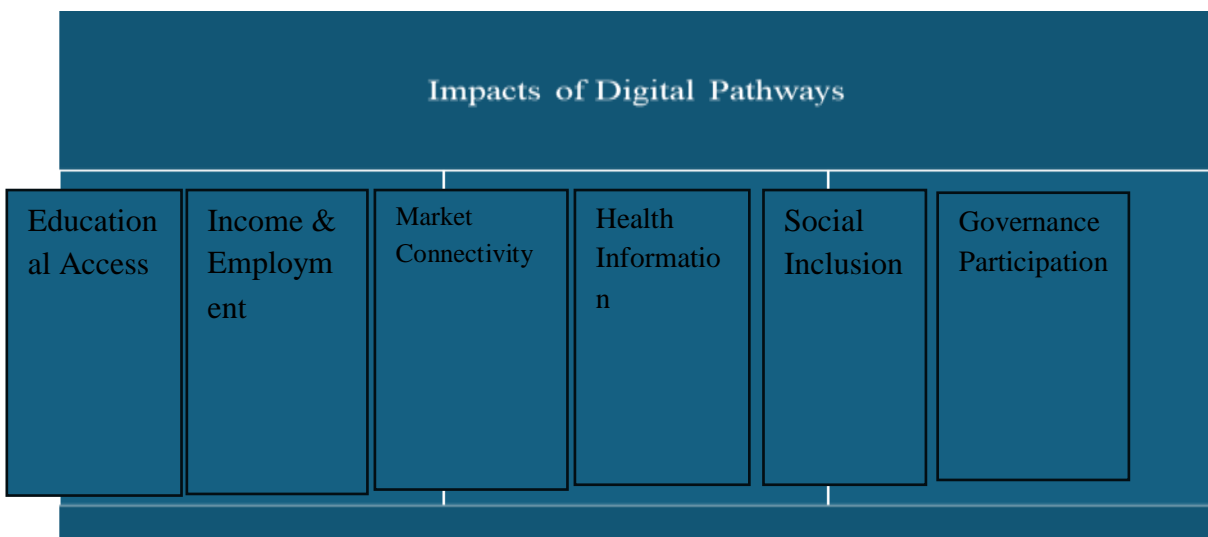 Impacts of Digital Pathways
Education
al Access
Income &
Employm
ent
Market
Connectivity
Health
Informatio
n
Social
Inclusion
Governance
Participation